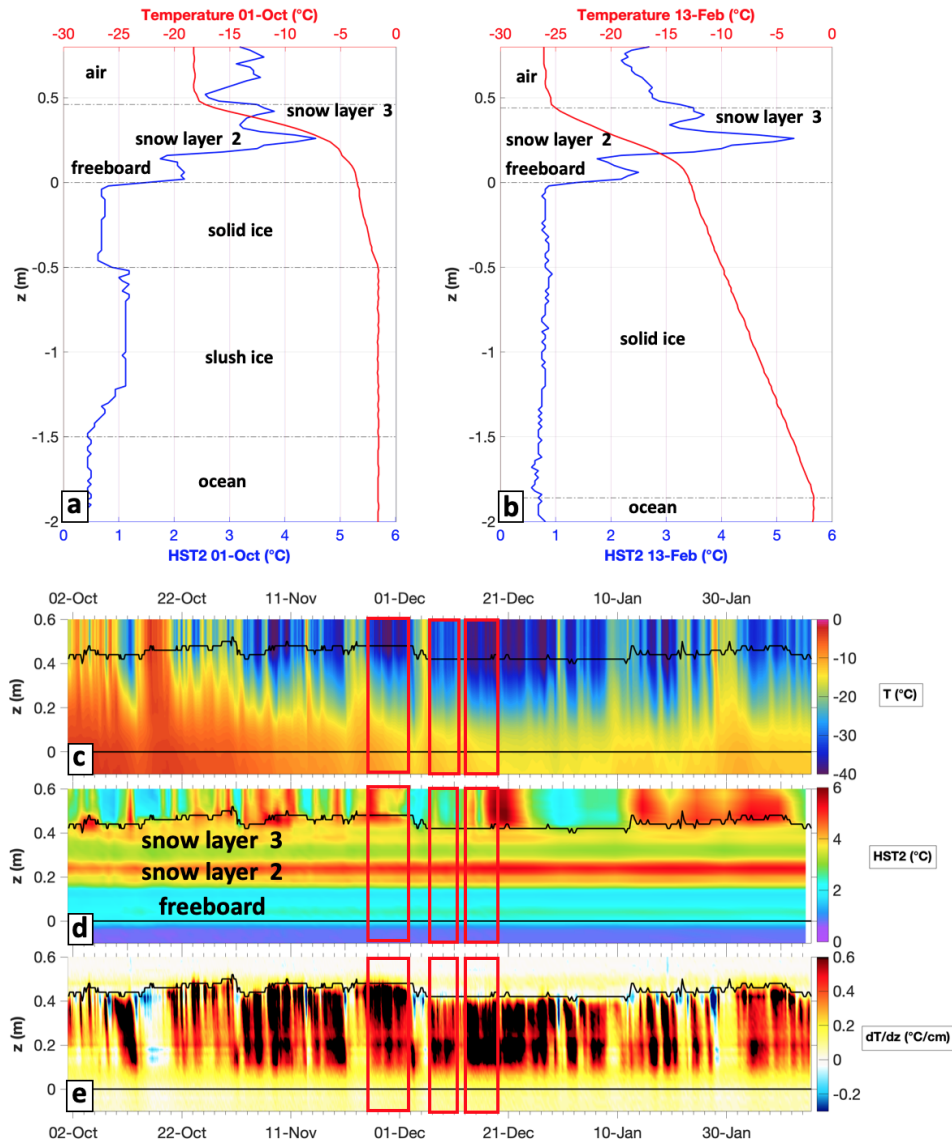 Temperature 01-Oct (°C)
-30 -25 -20 -15 -10 -5 0
air
0.5
snow layer 3
snow layer 2
freeboard
0
solid ice
-0.5
z (m)
slush ice
-1
-1.5
ocean
a
-2
0 1 2 3 4 5 6
HST2 01-Oct (°C)
Temperature 13-Feb (°C)
-30 -25 -20 -15 -10 -5 0
air
0.5
snow layer 3
snow layer 2
freeboard
0
-0.5
z (m)
solid ice
-1
-1.5
b
ocean
-2
0 1 2 3 4 5 6
HST2 13-Feb (°C)
02-Oct 22-Oct 11-Nov 01-Dec 21-Dec 10-Jan 30-Jan
0.6
0.4
z (m)
0.2
0
c
0
-10
-20
-30
-40
T (°C)
0.6
0.4
z (m)
0.2
0
snow layer 3
snow layer 2
freeboard
d
6
4
2
0
HST2 (°C)
0.6
0.4
z (m)
0.2
0
e
0.6
0.4
0.2
0
-0.2
dT/dz (°C/cm)
02-Oct 22-Oct 11-Nov 01-Dec 21-Dec 10-Jan 30-Jan